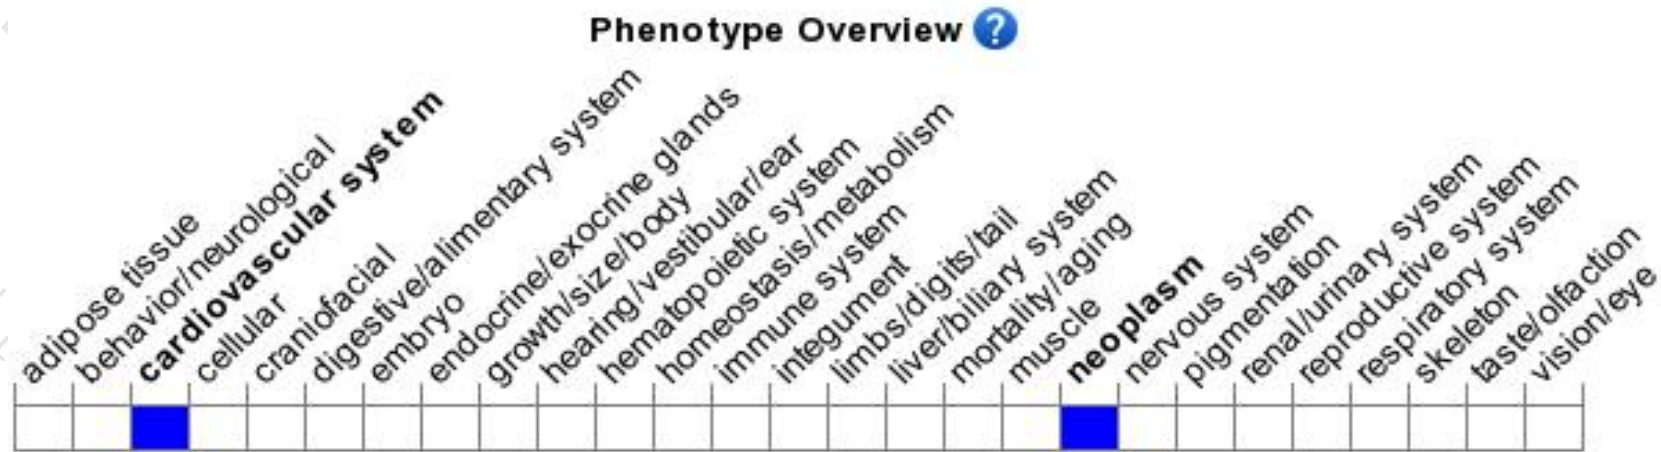 Phenotype Overview ?
adipose tissue
behavior/neurological
cardiovascular system
cellular
craniofacial
digestive/alimentary system
embryo
endocrine/exocrine glands
growth/size/body
hearing/vestibular/ear
hematopoietic system
homeostasis/metabolism
immune system
integument
limbs/digits/tail
liver/biliary system
mortality/aging
muscle
neoplasm
nervous system
pigmentation
renal/urinary system
reproductive system
respiratory system
skeleton
taste/olfaction
vision/eye